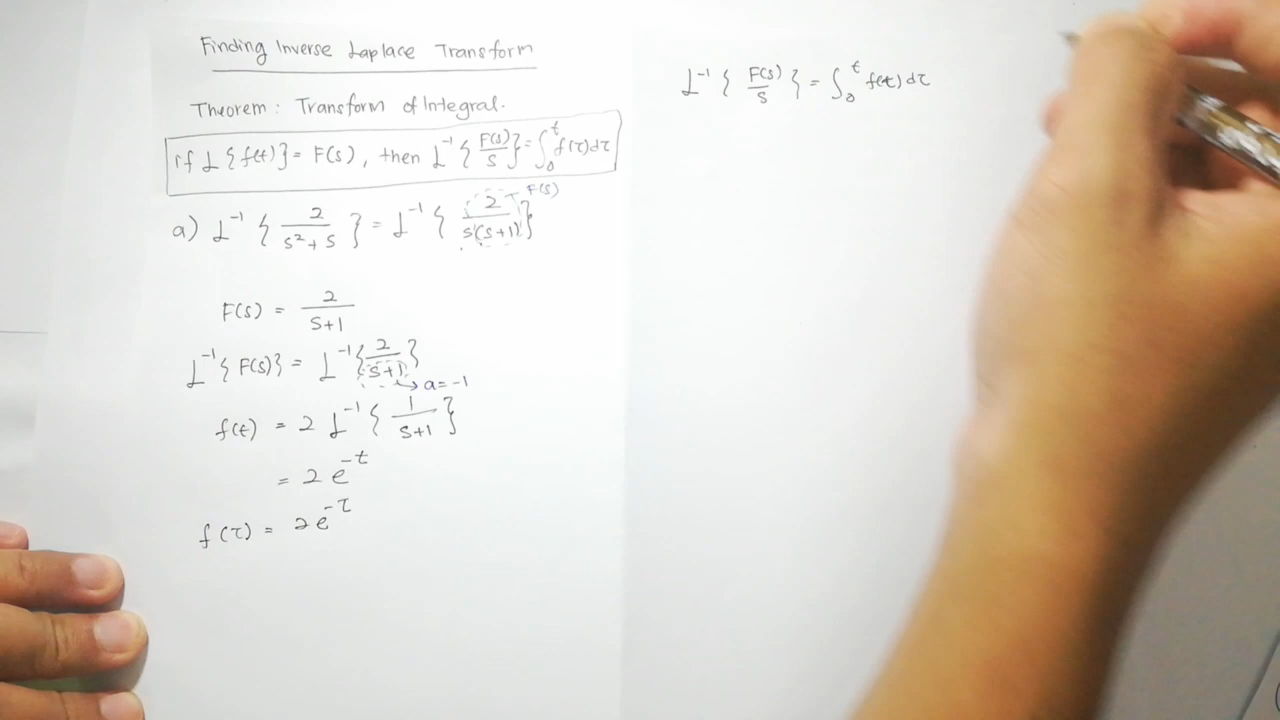 Finding Inverse Laplace Transform
Theorem: Transform of Integral.
if L{f(t)} = F(s), then L⁻¹{F(s)/s} = ∫₀ᵗ f(τ)dτ
a) L⁻¹{2/(s²+s)} = L⁻¹{2/(s(s+1))} F(s)
F(s) = 2/(s+1)
L⁻¹{F(s)} = L⁻¹{2/(s+1)}
→ a=-1
f(t) = 2 L⁻¹{1/(s+1)}
= 2e^(-t)
f(τ) = 2e^(-τ)
L⁻¹{F(s)/s} = ∫₀ᵗ f(τ)dτ